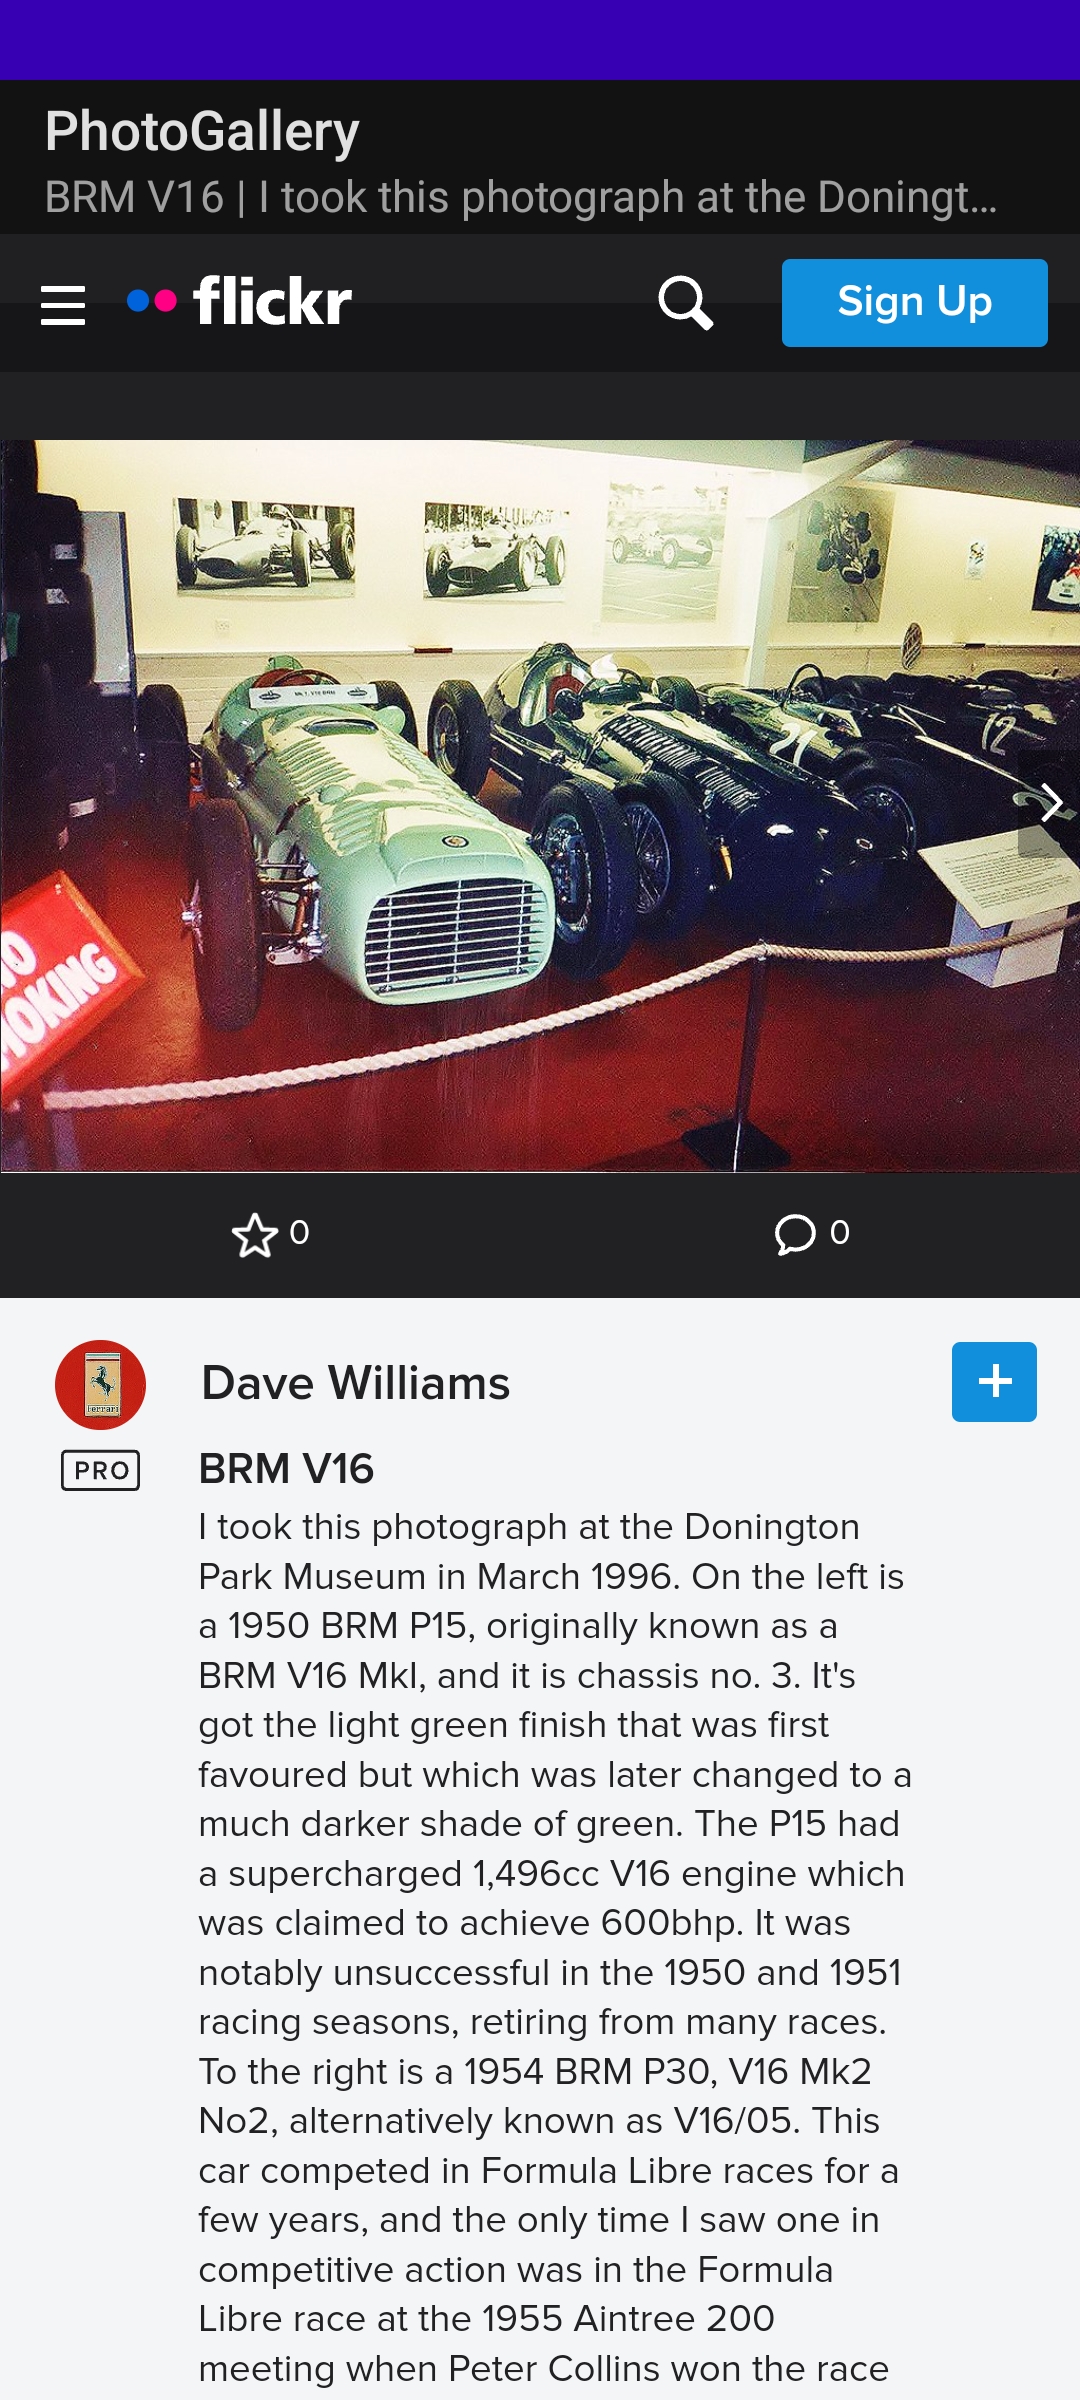 PhotoGallery
BRM V16 | I took this photograph at the Doningt...
flickr
Sign Up
21
12
NO
SMOKING
0
0
Dave Williams
Ferrari
PRO
BRM V16
I took this photograph at the Donington
Park Museum in March 1996. On the left is
a 1950 BRM P15, originally known as a
BRM V16 MkI, and it is chassis no. 3. It's
got the light green finish that was first
favoured but which was later changed to a
much darker shade of green. The P15 had
a supercharged 1,496cc V16 engine which
was claimed to achieve 600bhp. It was
notably unsuccessful in the 1950 and 1951
racing seasons, retiring from many races.
To the right is a 1954 BRM P30, V16 Mk2
No2, alternatively known as V16/05. This
car competed in Formula Libre races for a
few years, and the only time I saw one in
competitive action was in the Formula
Libre race at the 1955 Aintree 200
meeting when Peter Collins won the race